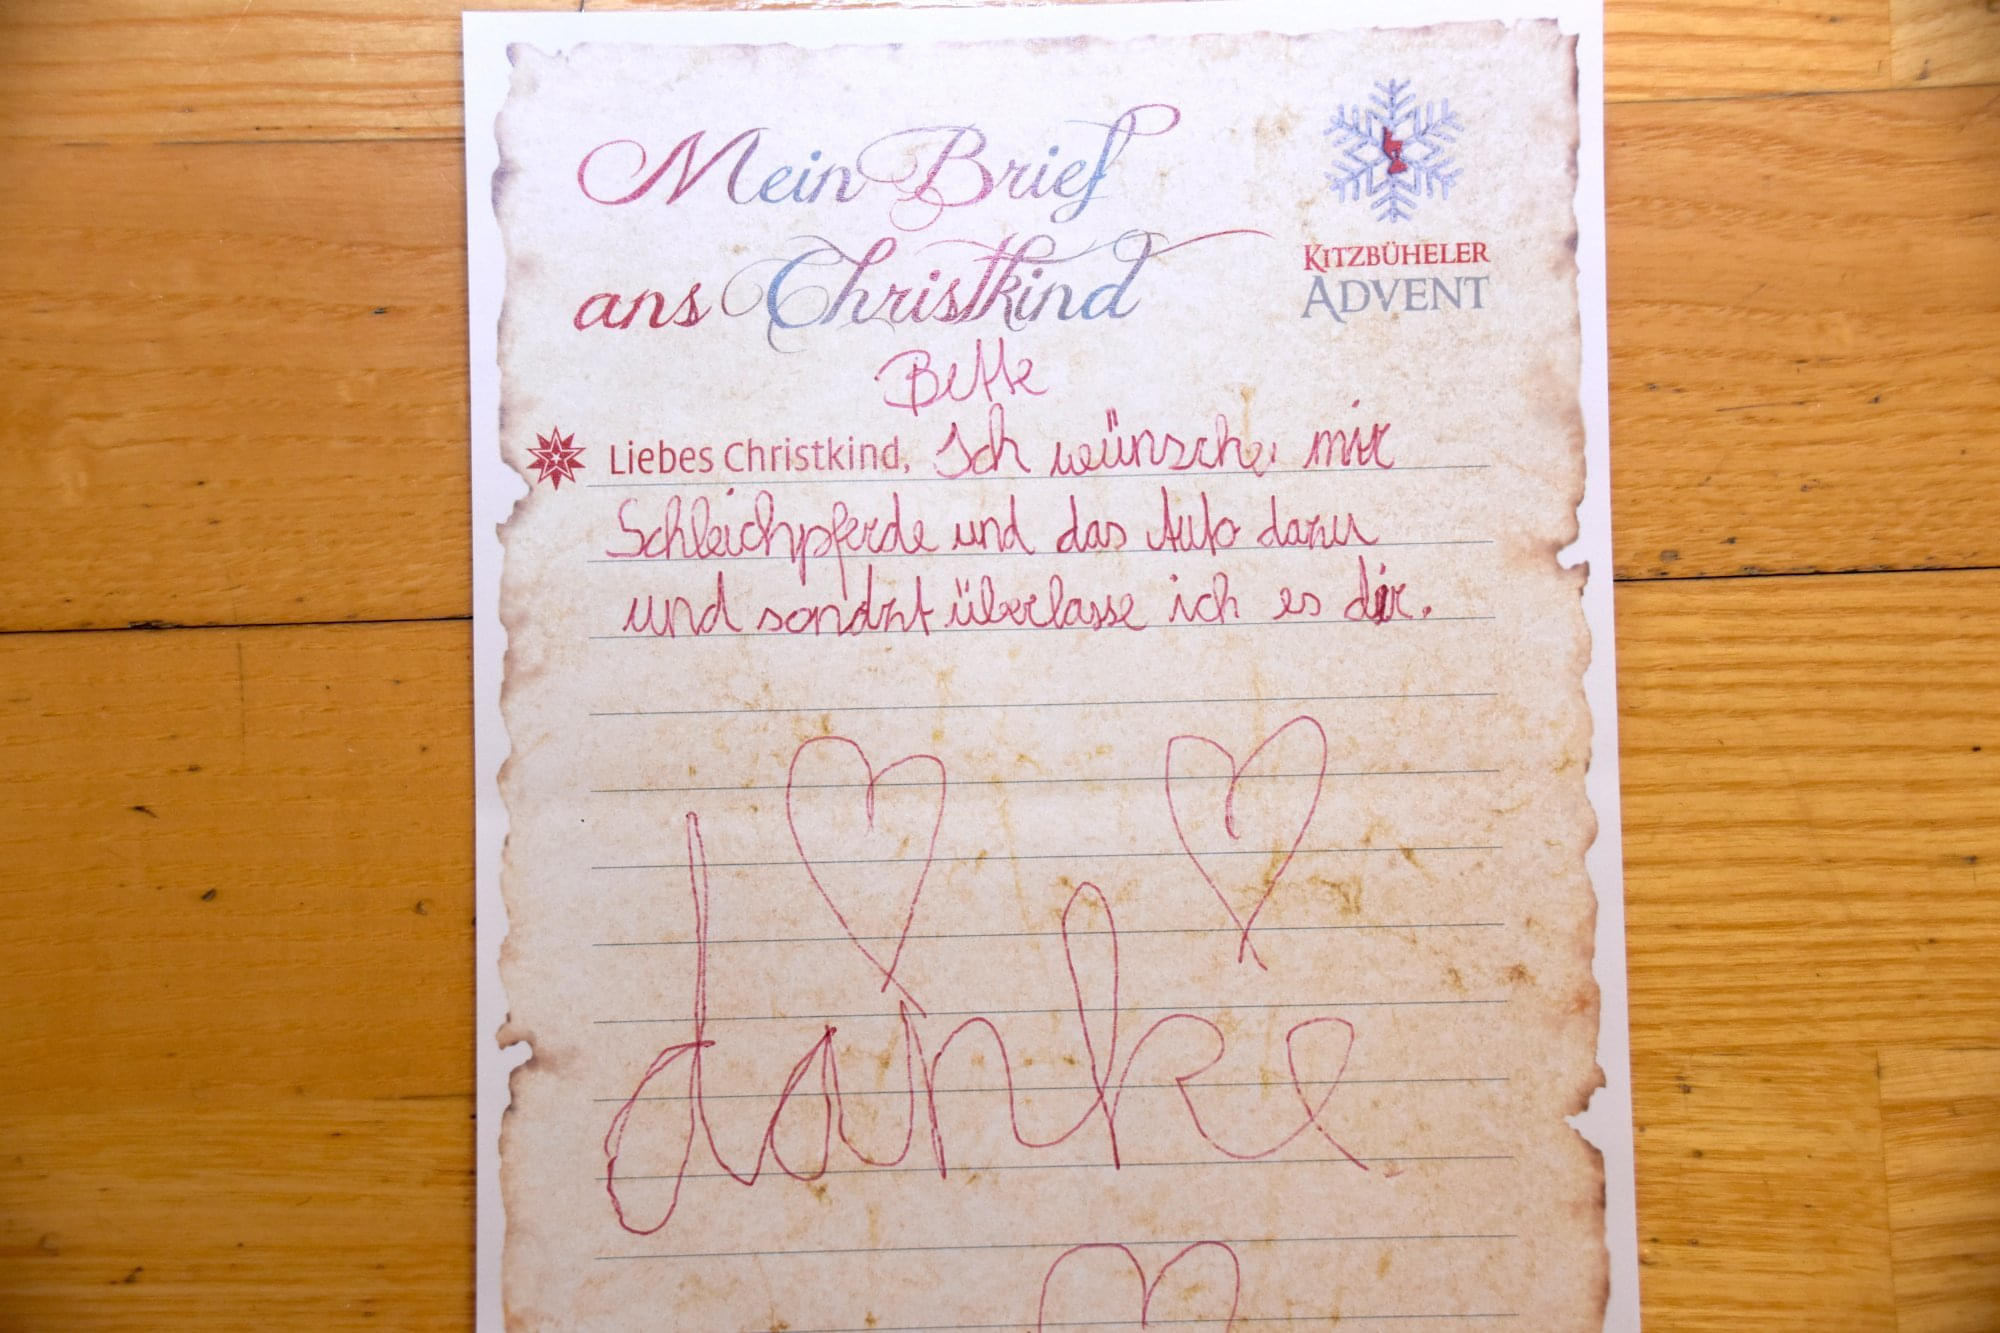 Mein Brief
ans Christkind
KITZBÜHELER
ADVENT
Bitte
Liebes Christkind, Ich wünsche mir
Schleichpferde und das Auto dazu
und sondzt überlasse ich es dir.
danke